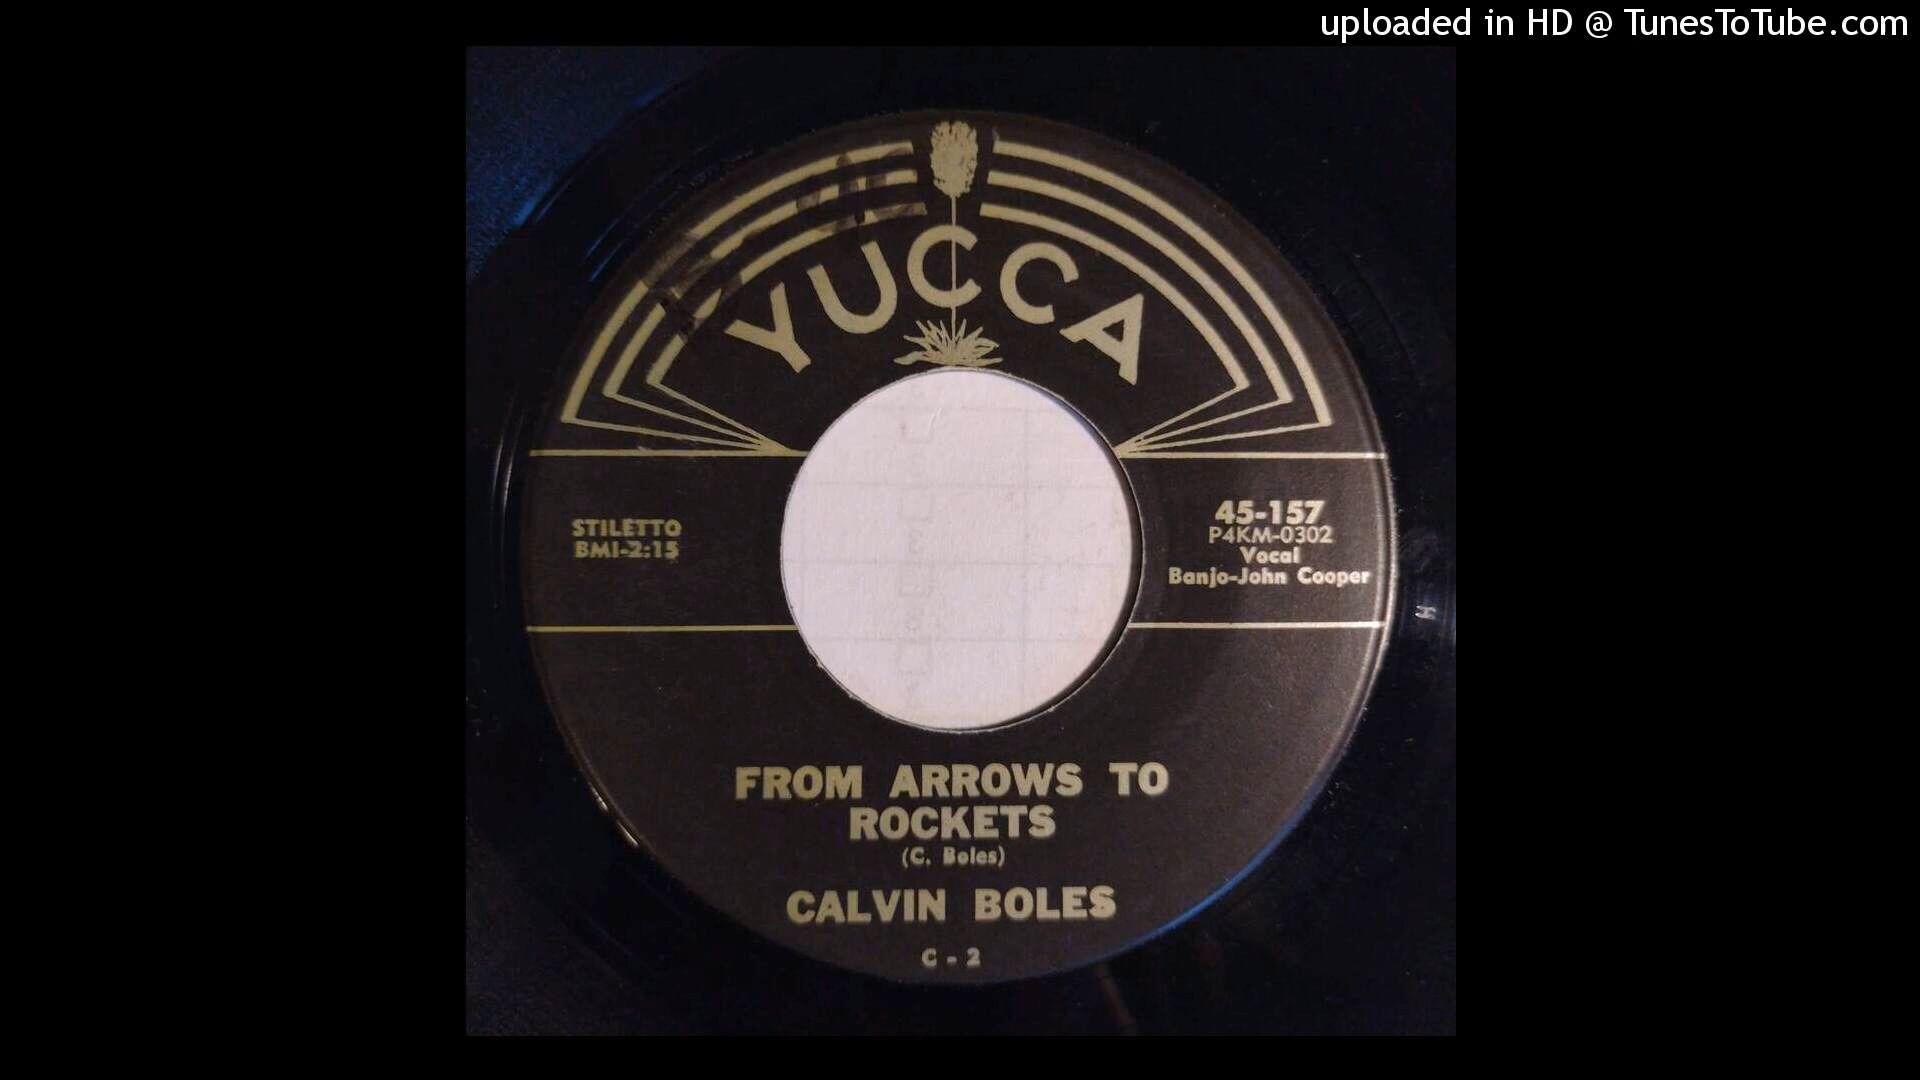 uploaded in HD @ TunesToTube.com
YUCCA
STILETTO
BMI-2:15
45-157
P4KM-0302
Vocal
Banjo-John Cooper
FROM ARROWS TO
ROCKETS
(C. Boles)
CALVIN BOLES
C - 2